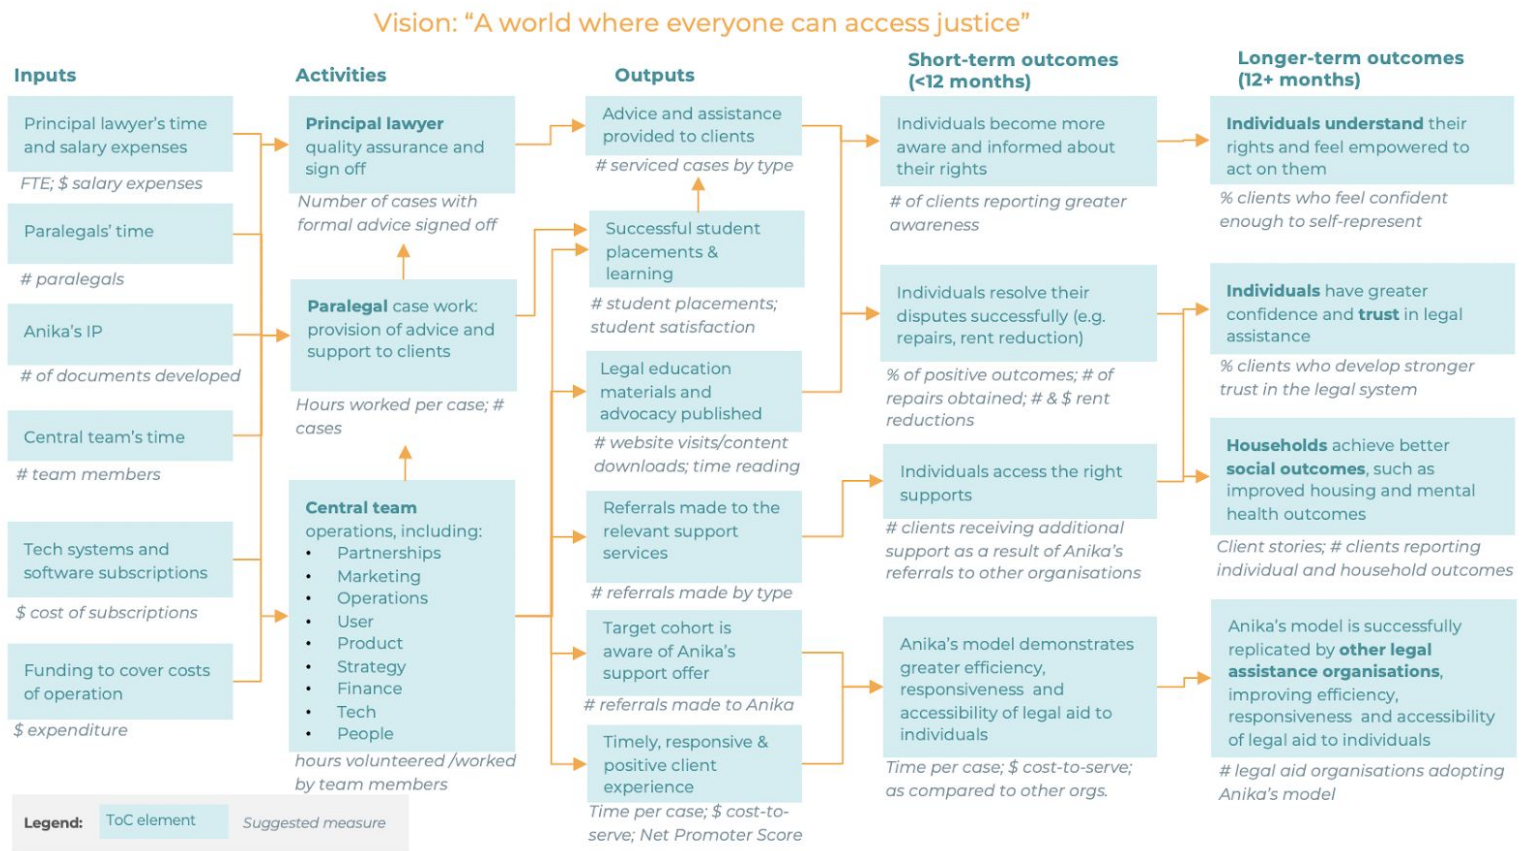 Vision: “A world where everyone can access justice”
Inputs
Principal lawyer’s time
and salary expenses
FTE; $ salary expenses
Paralegals’ time
# paralegals
Anika’s IP
# of documents developed
Central team’s time
# team members
Tech systems and
software subscriptions
$ cost of subscriptions
Funding to cover costs
of operation
$ expenditure
Activities
Principal lawyer
quality assurance and
sign off
Number of cases with
formal advice signed off
Paralegal case work:
provision of advice and
support to clients
Hours worked per case; #
cases
Central team
operations, including:
• Partnerships
• Marketing
• Operations
• User
• Product
• Strategy
• Finance
• Tech
• People
hours volunteered /worked
by team members
Outputs
Advice and assistance
provided to clients
# serviced cases by type
Successful student
placements &
learning
# student placements;
student satisfaction
Legal education
materials and
advocacy published
# website visits/content
downloads; time reading
Referrals made to the
relevant support
services
# referrals made by type
Target cohort is
aware of Anika’s
support offer
# referrals made to Anika
Timely, responsive &
positive client
experience
Time per case; $ cost-to-
serve; Net Promoter Score
Short-term outcomes
(<12 months)
Individuals become more
aware and informed about
their rights
# of clients reporting greater
awareness
Individuals resolve their
disputes successfully (e.g.
repairs, rent reduction)
% of positive outcomes; # of
repairs obtained; # & $ rent
reductions
Individuals access the right
supports
# clients receiving additional
support as a result of Anika’s
referrals to other organisations
Anika’s model demonstrates
greater efficiency,
responsiveness and
accessibility of legal aid to
individuals
Time per case; $ cost-to-serve;
as compared to other orgs.
Longer-term outcomes
(12+ months)
Individuals understand their
rights and feel empowered to
act on them
% clients who feel confident
enough to self-represent
Individuals have greater
confidence and trust in legal
assistance
% clients who develop stronger
trust in the legal system
Households achieve better
social outcomes, such as
improved housing and mental
health outcomes
Client stories; # clients reporting
individual and household outcomes
Anika’s model is successfully
replicated by other legal
assistance organisations,
improving efficiency,
responsiveness and accessibility
of legal aid to individuals
# legal aid organisations adopting
Anika’s model
Legend:
ToC element
Suggested measure